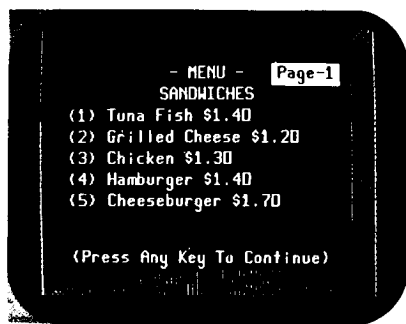 - MENU - Page-1
SANDWICHES
(1) Tuna Fish $1.40
(2) Grilled Cheese $1.20
(3) Chicken $1.30
(4) Hamburger $1.40
(5) Cheeseburger $1.70
(Press Any Key To Continue)